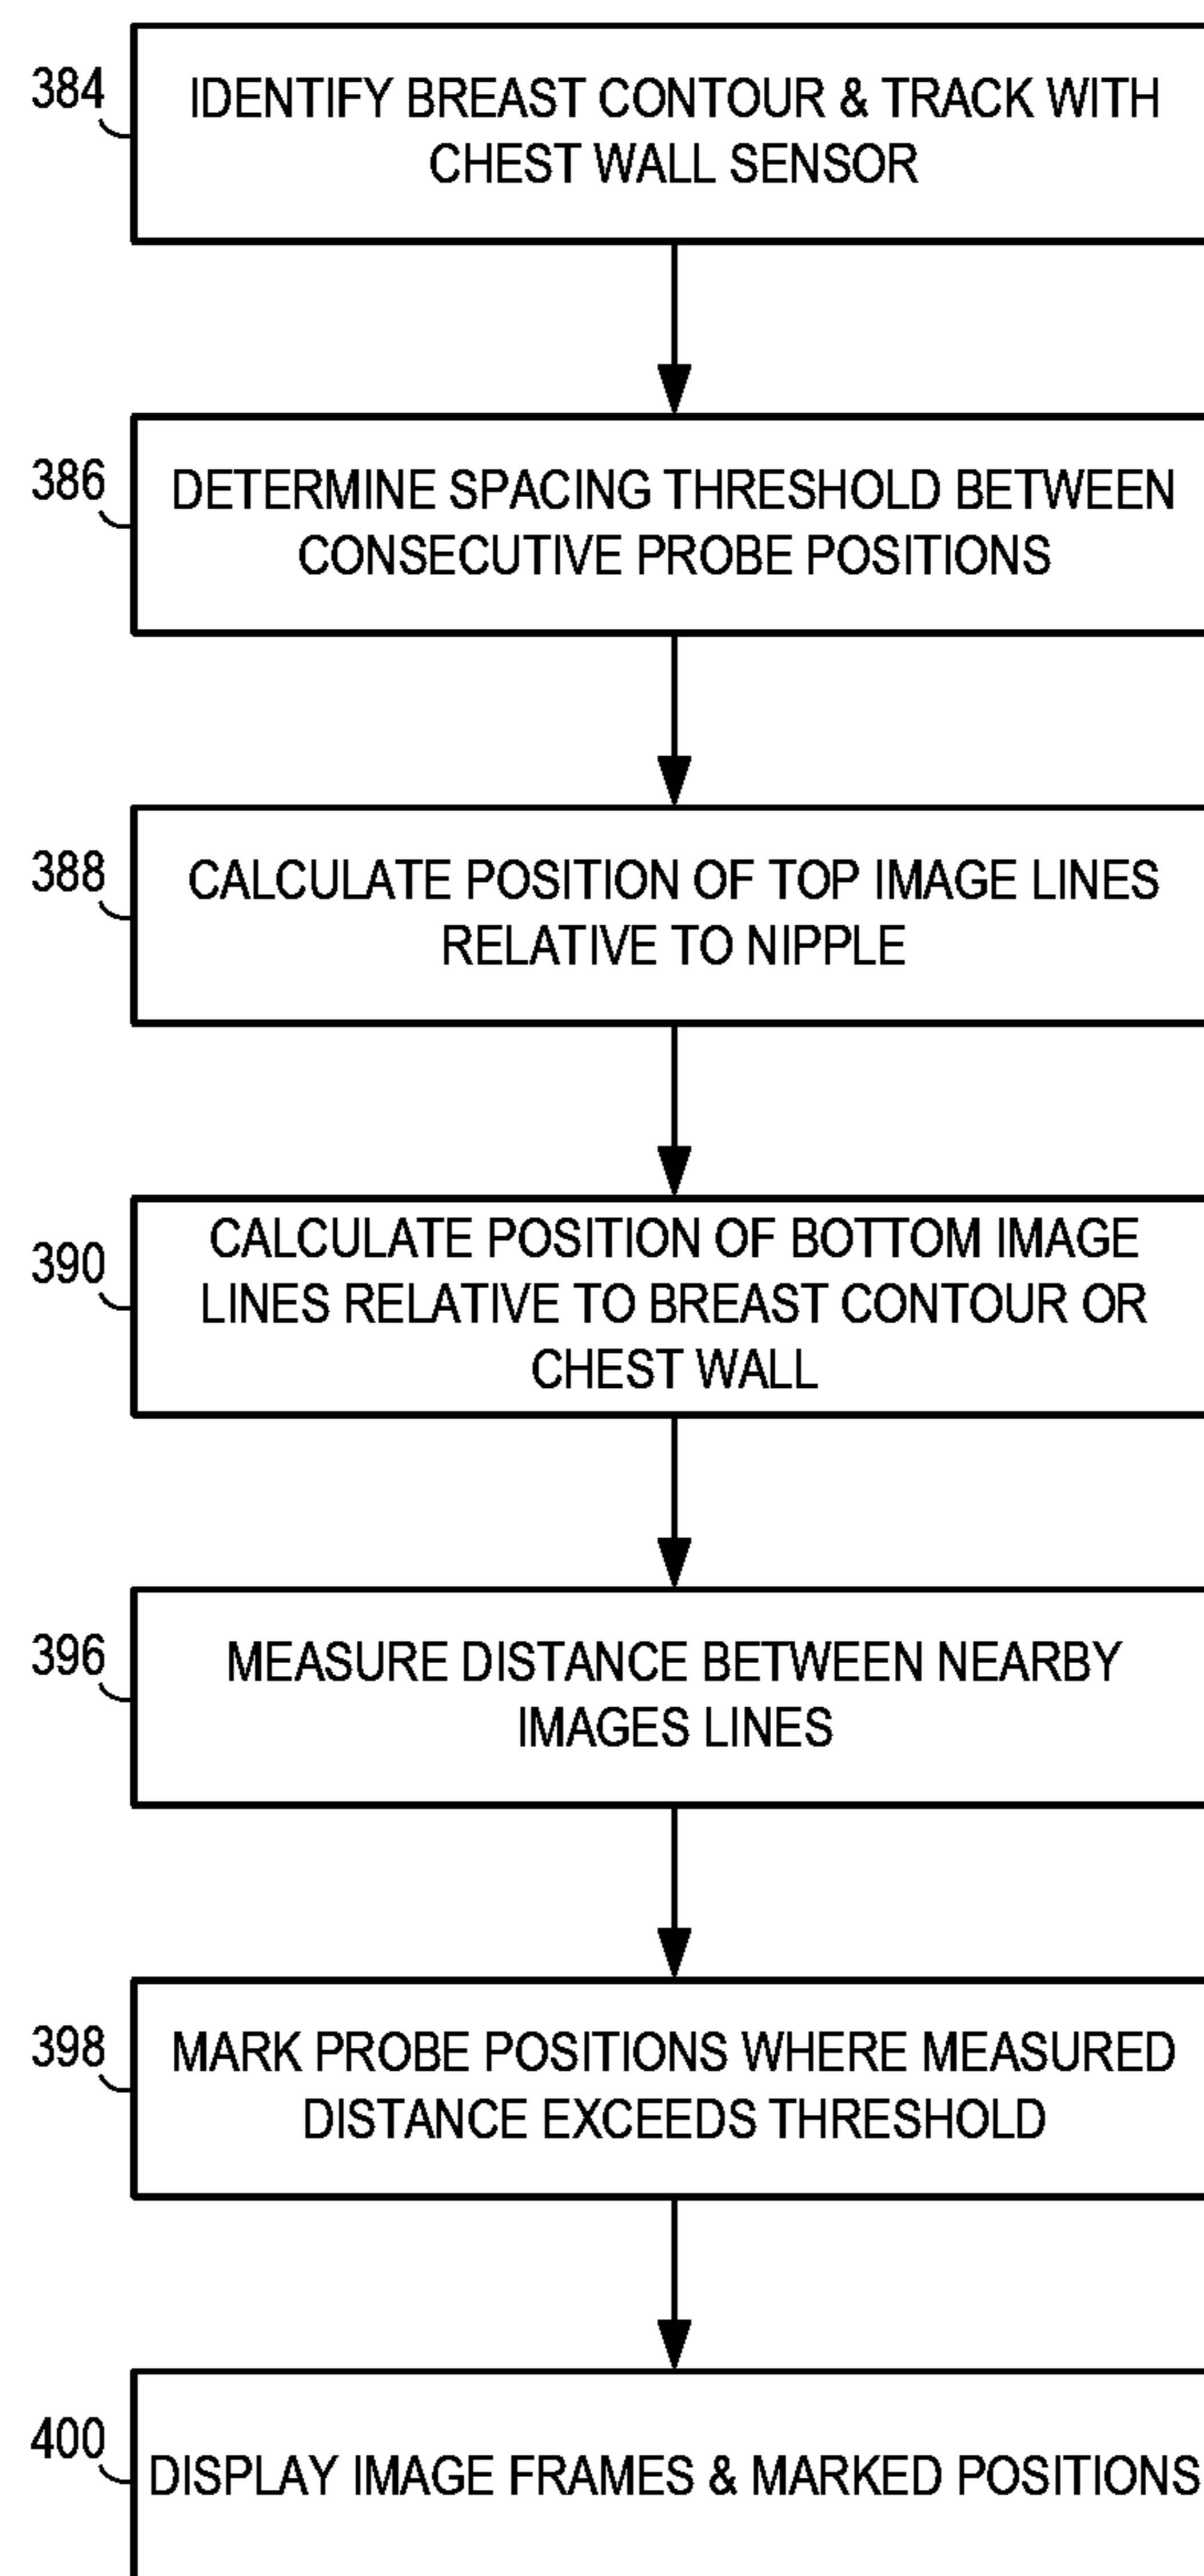 384
IDENTIFY BREAST CONTOUR & TRACK WITH
CHEST WALL SENSOR
386
DETERMINE SPACING THRESHOLD BETWEEN
CONSECUTIVE PROBE POSITIONS
388
CALCULATE POSITION OF TOP IMAGE LINES
RELATIVE TO NIPPLE
390
CALCULATE POSITION OF BOTTOM IMAGE
LINES RELATIVE TO BREAST CONTOUR OR
CHEST WALL
396
MEASURE DISTANCE BETWEEN NEARBY
IMAGES LINES
398
MARK PROBE POSITIONS WHERE MEASURED
DISTANCE EXCEEDS THRESHOLD
400
DISPLAY IMAGE FRAMES & MARKED POSITIONS